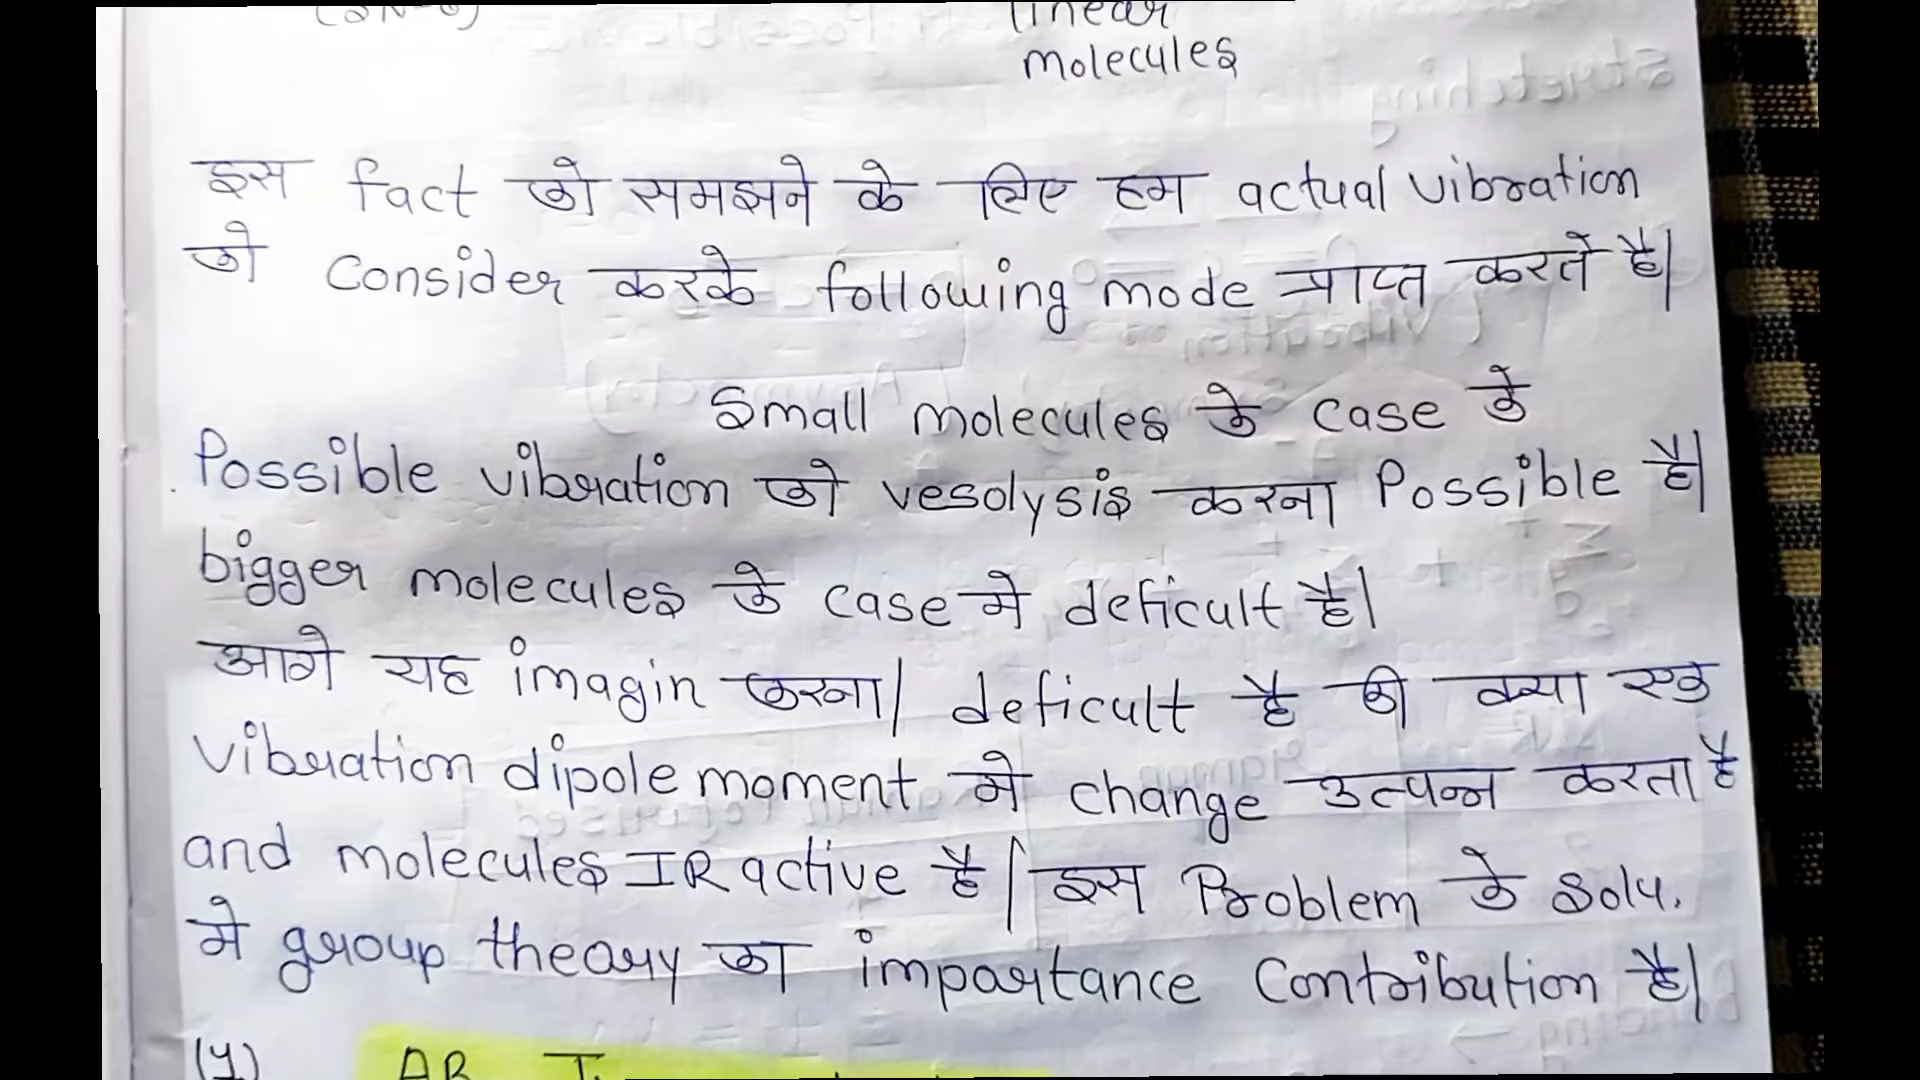 linear
molecules
इस fact को समझने के लिए हम actual vibration
को consider करके following mode प्राप्त करते है।
Small molecules के case के
Possible vibration को vesolysis करना Possible है।
bigger molecules के case मे deficult है।
आगे यह imagin करना। deficult है की क्या एक
vibration dipole moment मे change उत्पन्न करता है
and molecules IR active है। इस Problem के solu.
मे group theory का importance Contribution है।
(1) AB